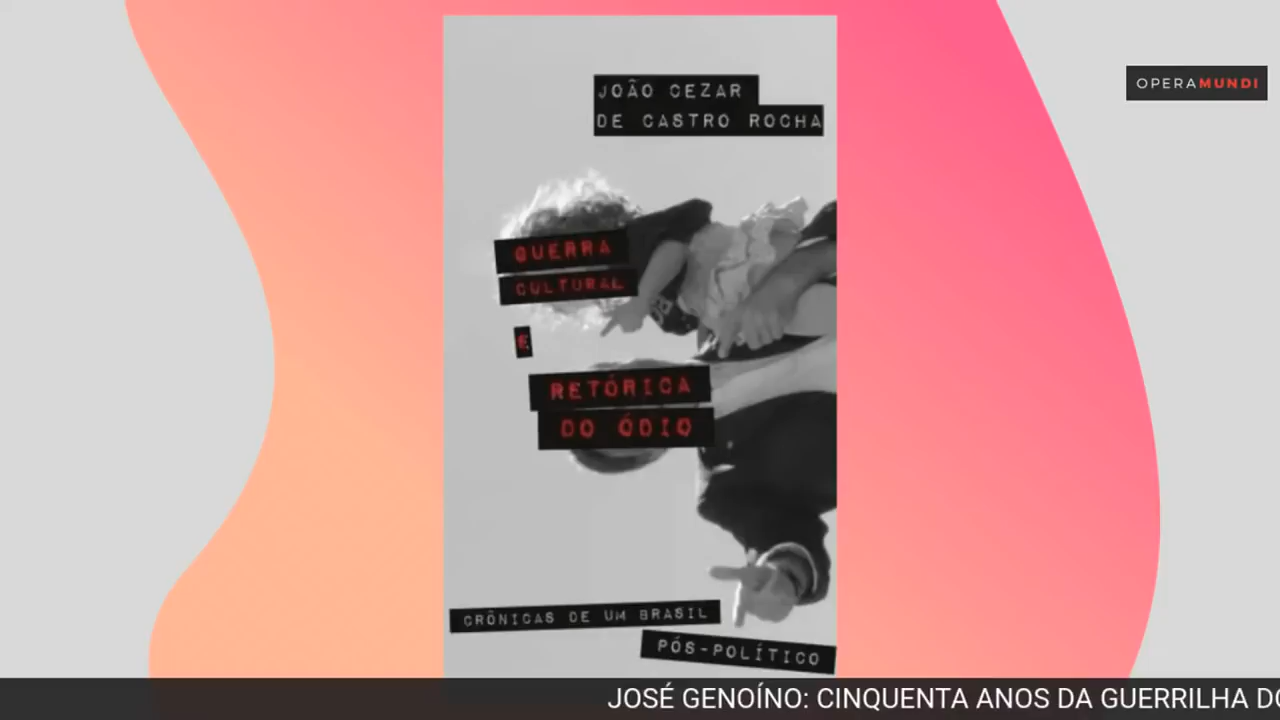 JOÃO CEZAR
DE CASTRO ROCHA
OPERAMUNDI
GUERRA
CULTURAL
E
RETÓRICA
DO ÓDIO
CRÔNICAS DE UM BRASIL
PÓS-POLÍTICO
JOSÉ GENOÍNO: CINQUENTA ANOS DA GUERRILHA DO